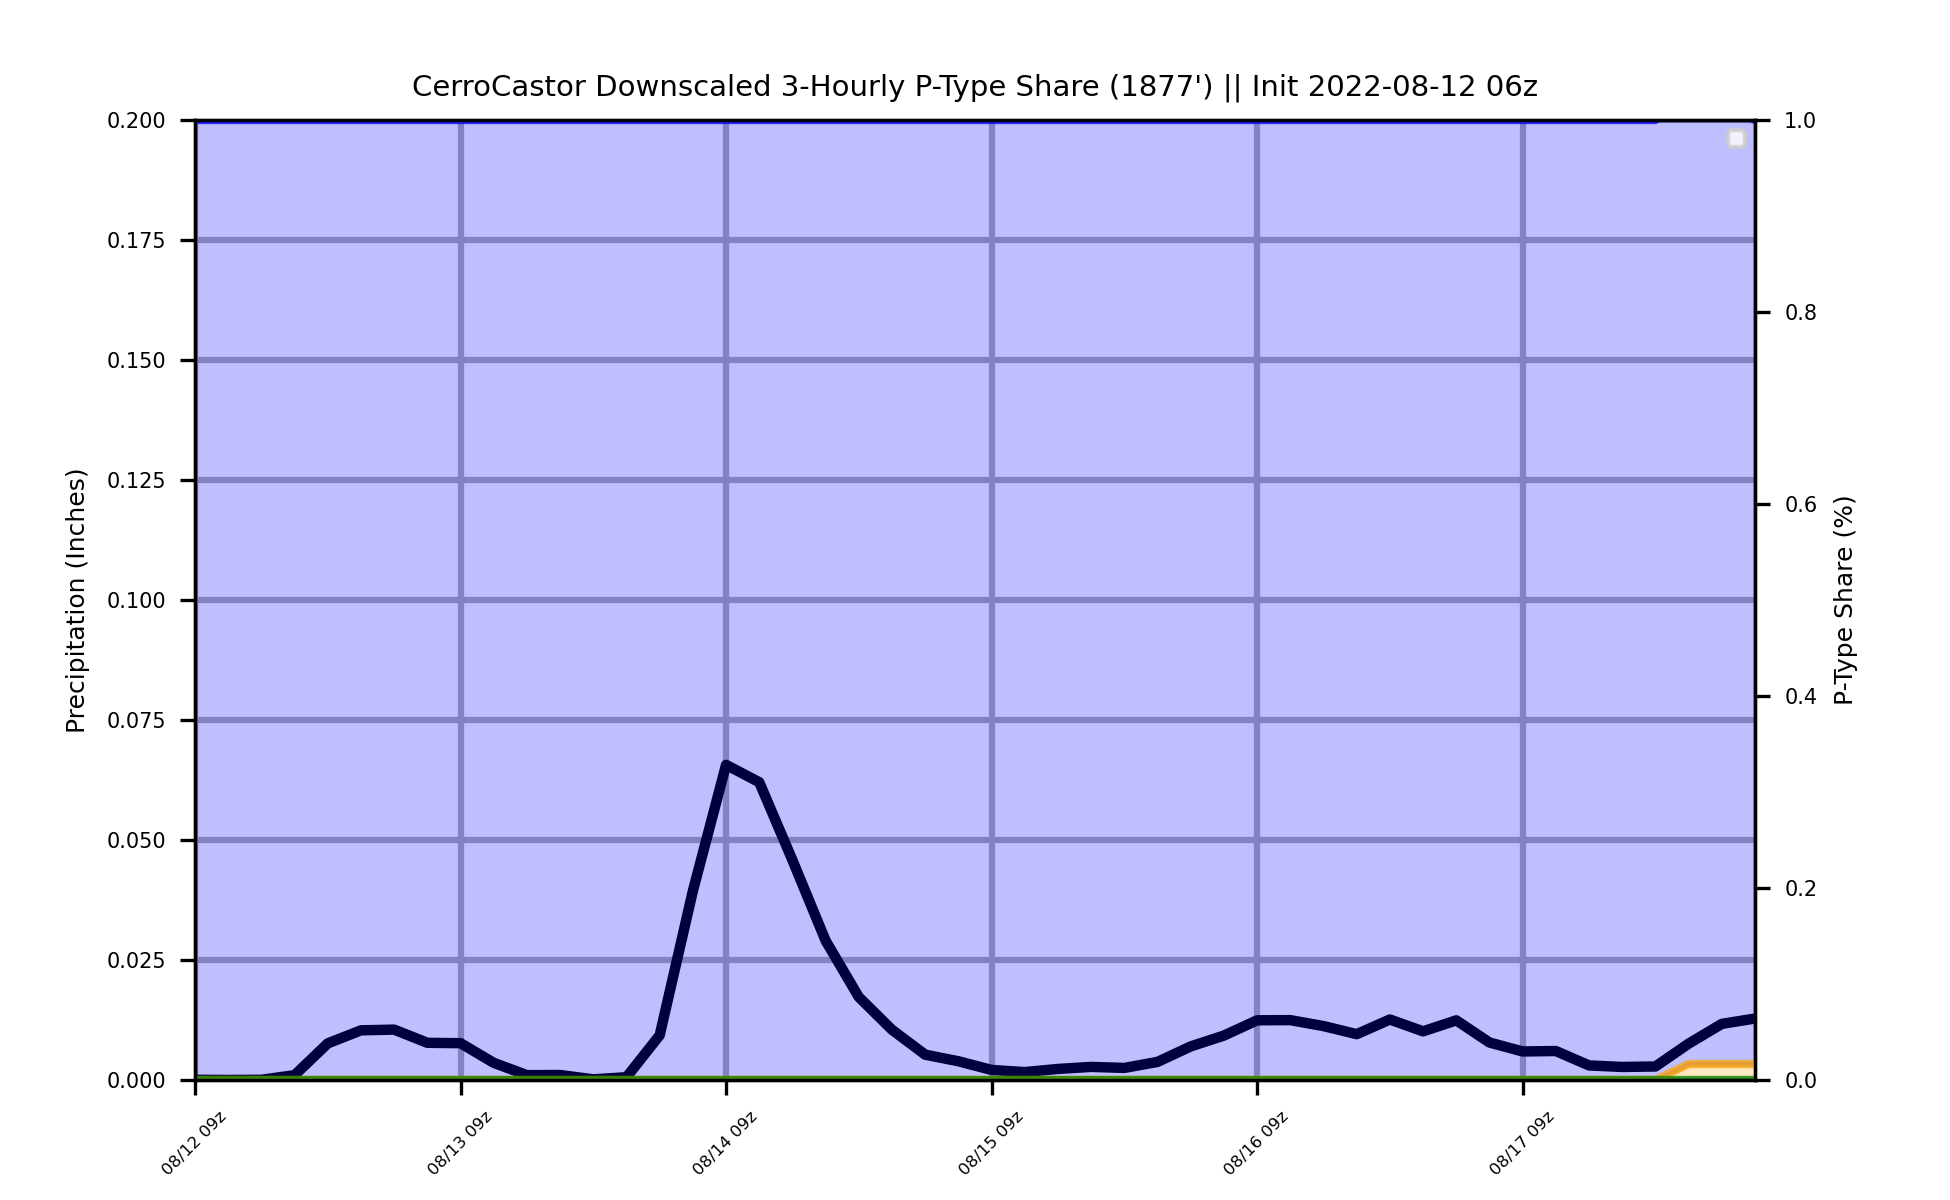 CerroCastor Downscaled 3-Hourly P-Type Share (1877') || Init 2022-08-12 06z
0.200
0.175
0.150
0.125
0.100
0.075
0.050
0.025
0.000
Precipitation (Inches)
1.0
0.8
0.6
0.4
0.2
0.0
P-Type Share (%)
08/12 09z
08/13 09z
08/14 09z
08/15 09z
08/16 09z
08/17 09z